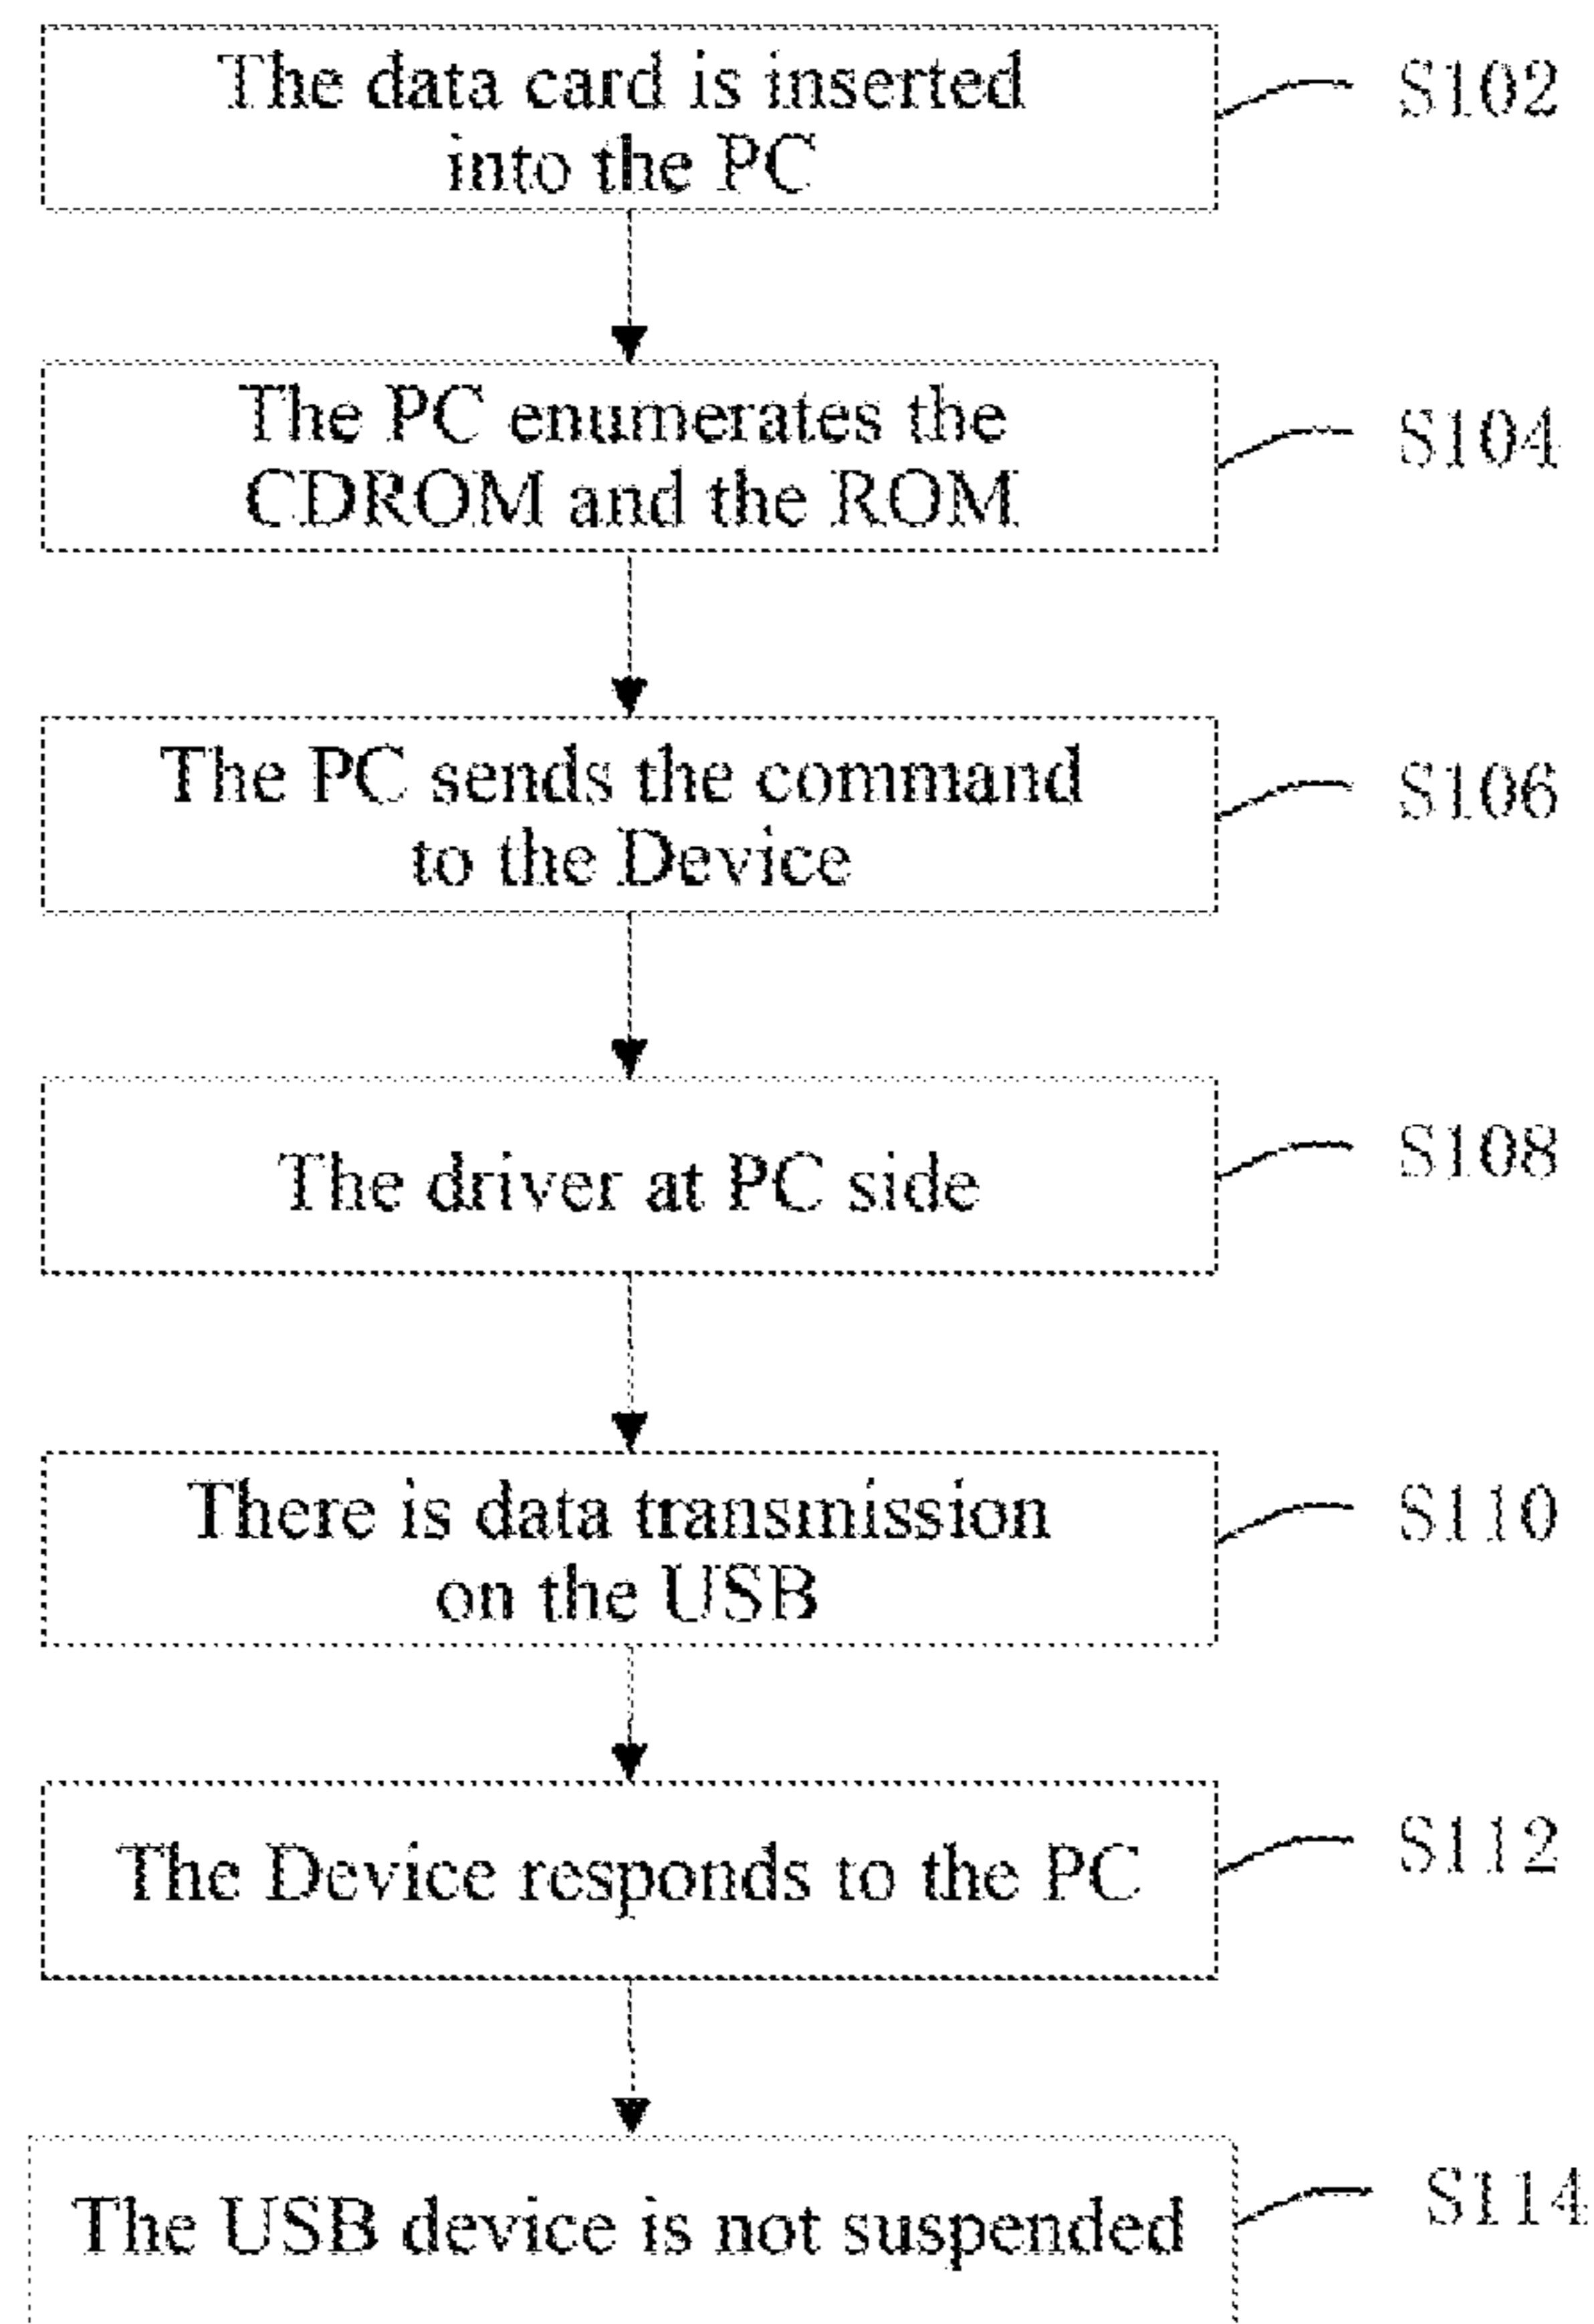 The data card is inserted
into the PC
S102
The PC enumerates the
CDROM and the ROM
S104
The PC sends the command
to the Device
S106
The driver at PC side
S108
There is data transmission
on the USB
S110
The Device responds to the PC
S112
The USB device is not suspended
S114